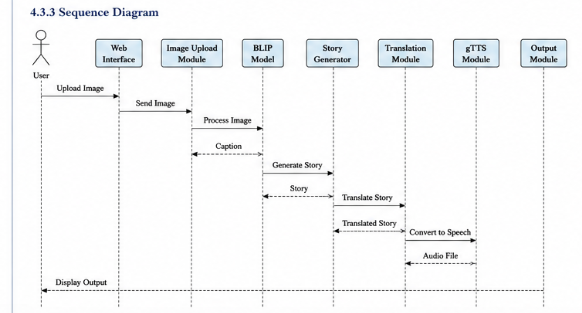 4.3.3 Sequence Diagram
User
Web
Interface
Image Upload
Module
BLIP
Model
Story
Generator
Translation
Module
gTTS
Module
Output
Module
Upload Image
Send Image
Process Image
Caption
Generate Story
Story
Translate Story
Translated Story
Convert to Speech
Audio File
Display Output